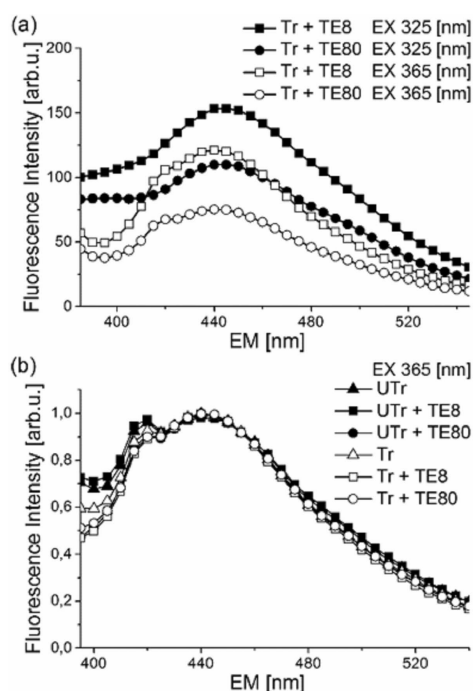 (a)
Tr + TE8 EX 325 [nm]
Tr + TE80 EX 325 [nm]
Tr + TE8 EX 365 [nm]
Tr + TE80 EX 365 [nm]
Fluorescence Intensity [arb.u.]
200
150
100
50
0
400 440 480 520
EM [nm]
(b)
EX 365 [nm]
UTr
UTr + TE8
UTr + TE80
Tr
Tr + TE8
Tr + TE80
Fluorescence Intensity [arb.u.]
1,0
0,8
0,6
0,4
0,2
0,0
400 440 480 520
EM [nm]